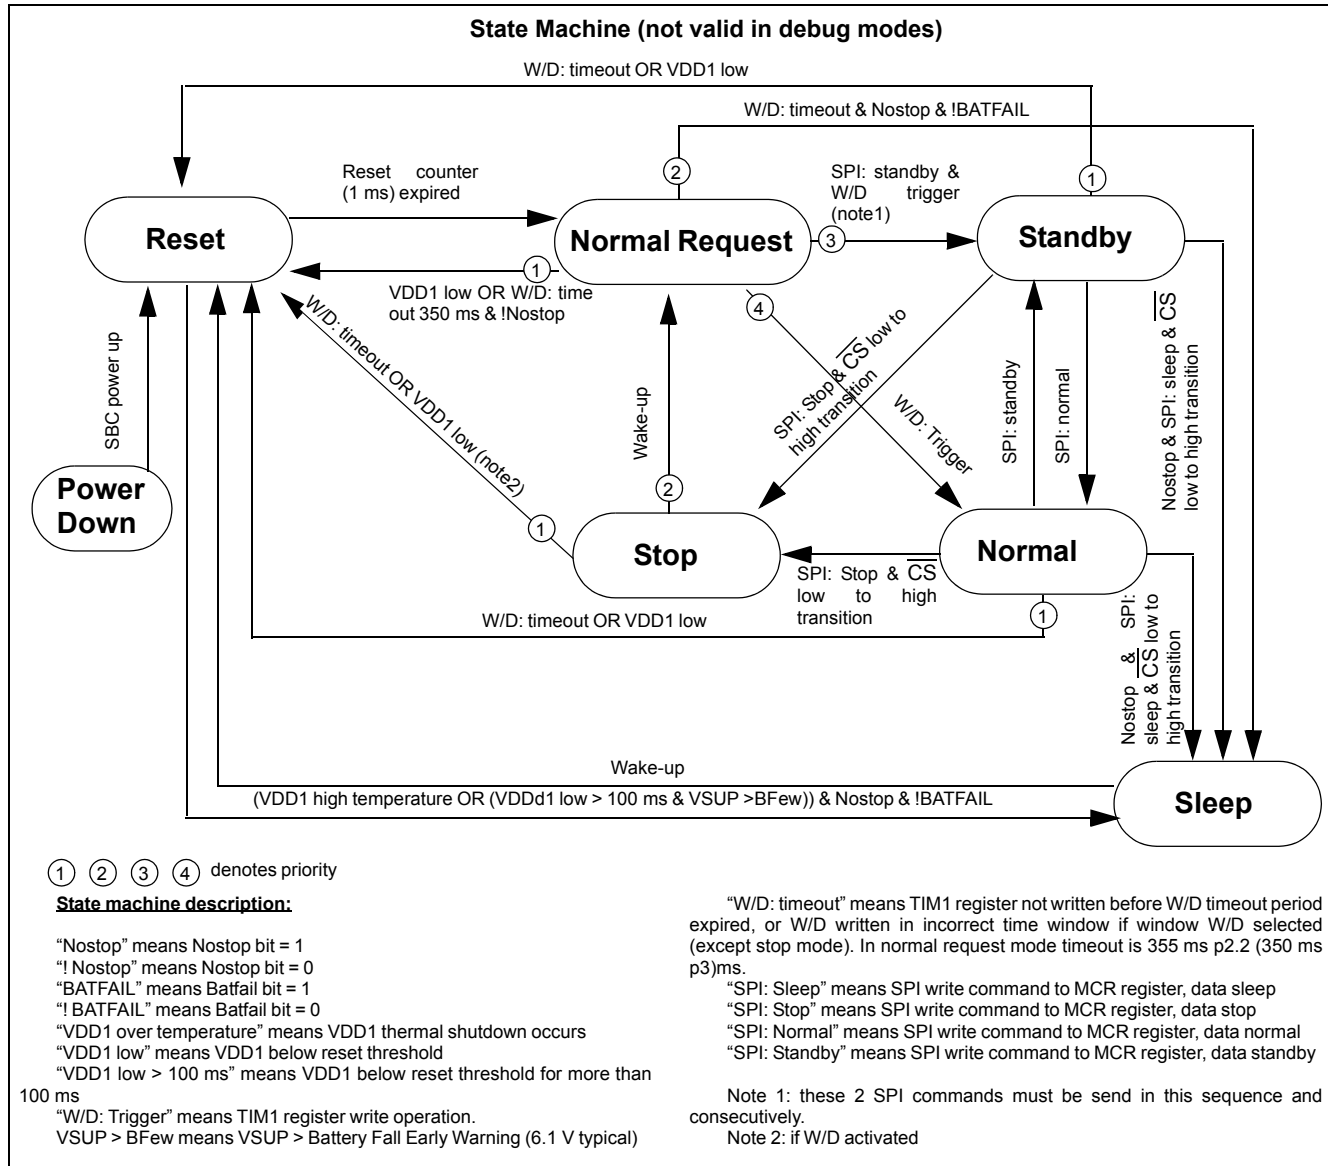 State Machine (not valid in debug modes)
W/D: timeout OR VDD1 low
W/D: timeout & Nostop & !BATFAIL
Reset counter
(1 ms) expired
2
SPI: standby &
W/D trigger
(note1)
1
Reset
Normal Request
3
Standby
1
VDD1 low OR W/D: time
out 350 ms & !Nostop
4
W/D: timeout OR VDD1 low (note2)
SPI: Stop & CS low to
high transition
W/D: Trigger
Nostop & SPI: sleep & CS
low to high transition
SBC power up
Wake-up
SPI: standby
SPI: normal
Power
Down
2
1
Stop
Normal
SPI: Stop & CS
low to high
transition
1
W/D: timeout OR VDD1 low
Nostop & SPI:
sleep & CS low to
high transition
Wake-up
(VDD1 high temperature OR (VDDd1 low > 100 ms & VSUP >BFew)) & Nostop & !BATFAIL
Sleep
1 2 3 4 denotes priority
State machine description:
“Nostop” means Nostop bit = 1
“! Nostop” means Nostop bit = 0
“BATFAIL” means Batfail bit = 1
“! BATFAIL” means Batfail bit = 0
“VDD1 over temperature” means VDD1 thermal shutdown occurs
“VDD1 low” means VDD1 below reset threshold
“VDD1 low > 100 ms” means VDD1 below reset threshold for more than
100 ms
“W/D: Trigger” means TIM1 register write operation.
VSUP > BFew means VSUP > Battery Fall Early Warning (6.1 V typical)
“W/D: timeout” means TIM1 register not written before W/D timeout period
expired, or W/D written in incorrect time window if window W/D selected
(except stop mode). In normal request mode timeout is 355 ms p2.2 (350 ms
p3)ms.
“SPI: Sleep” means SPI write command to MCR register, data sleep
“SPI: Stop” means SPI write command to MCR register, data stop
“SPI: Normal” means SPI write command to MCR register, data normal
“SPI: Standby” means SPI write command to MCR register, data standby
Note 1: these 2 SPI commands must be send in this sequence and
consecutively.
Note 2: if W/D activated